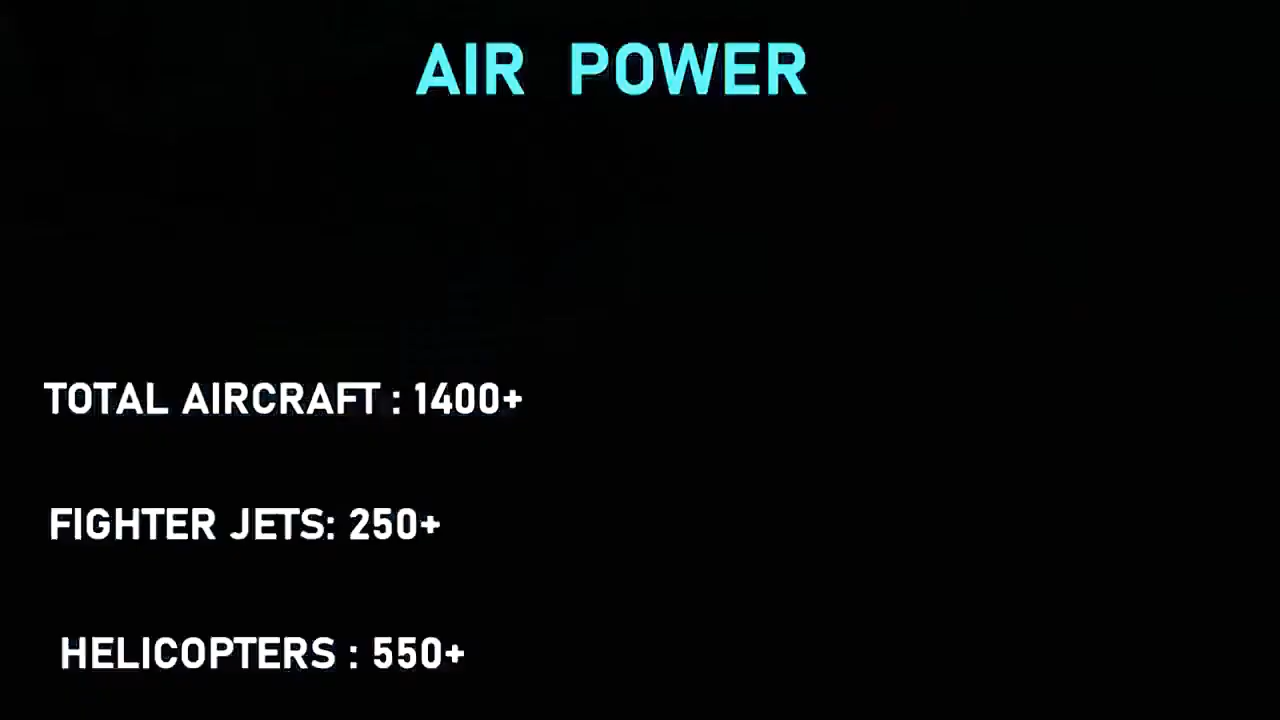 AIR POWER
TOTAL AIRCRAFT : 1400+
FIGHTER JETS: 250+
HELICOPTERS : 550+